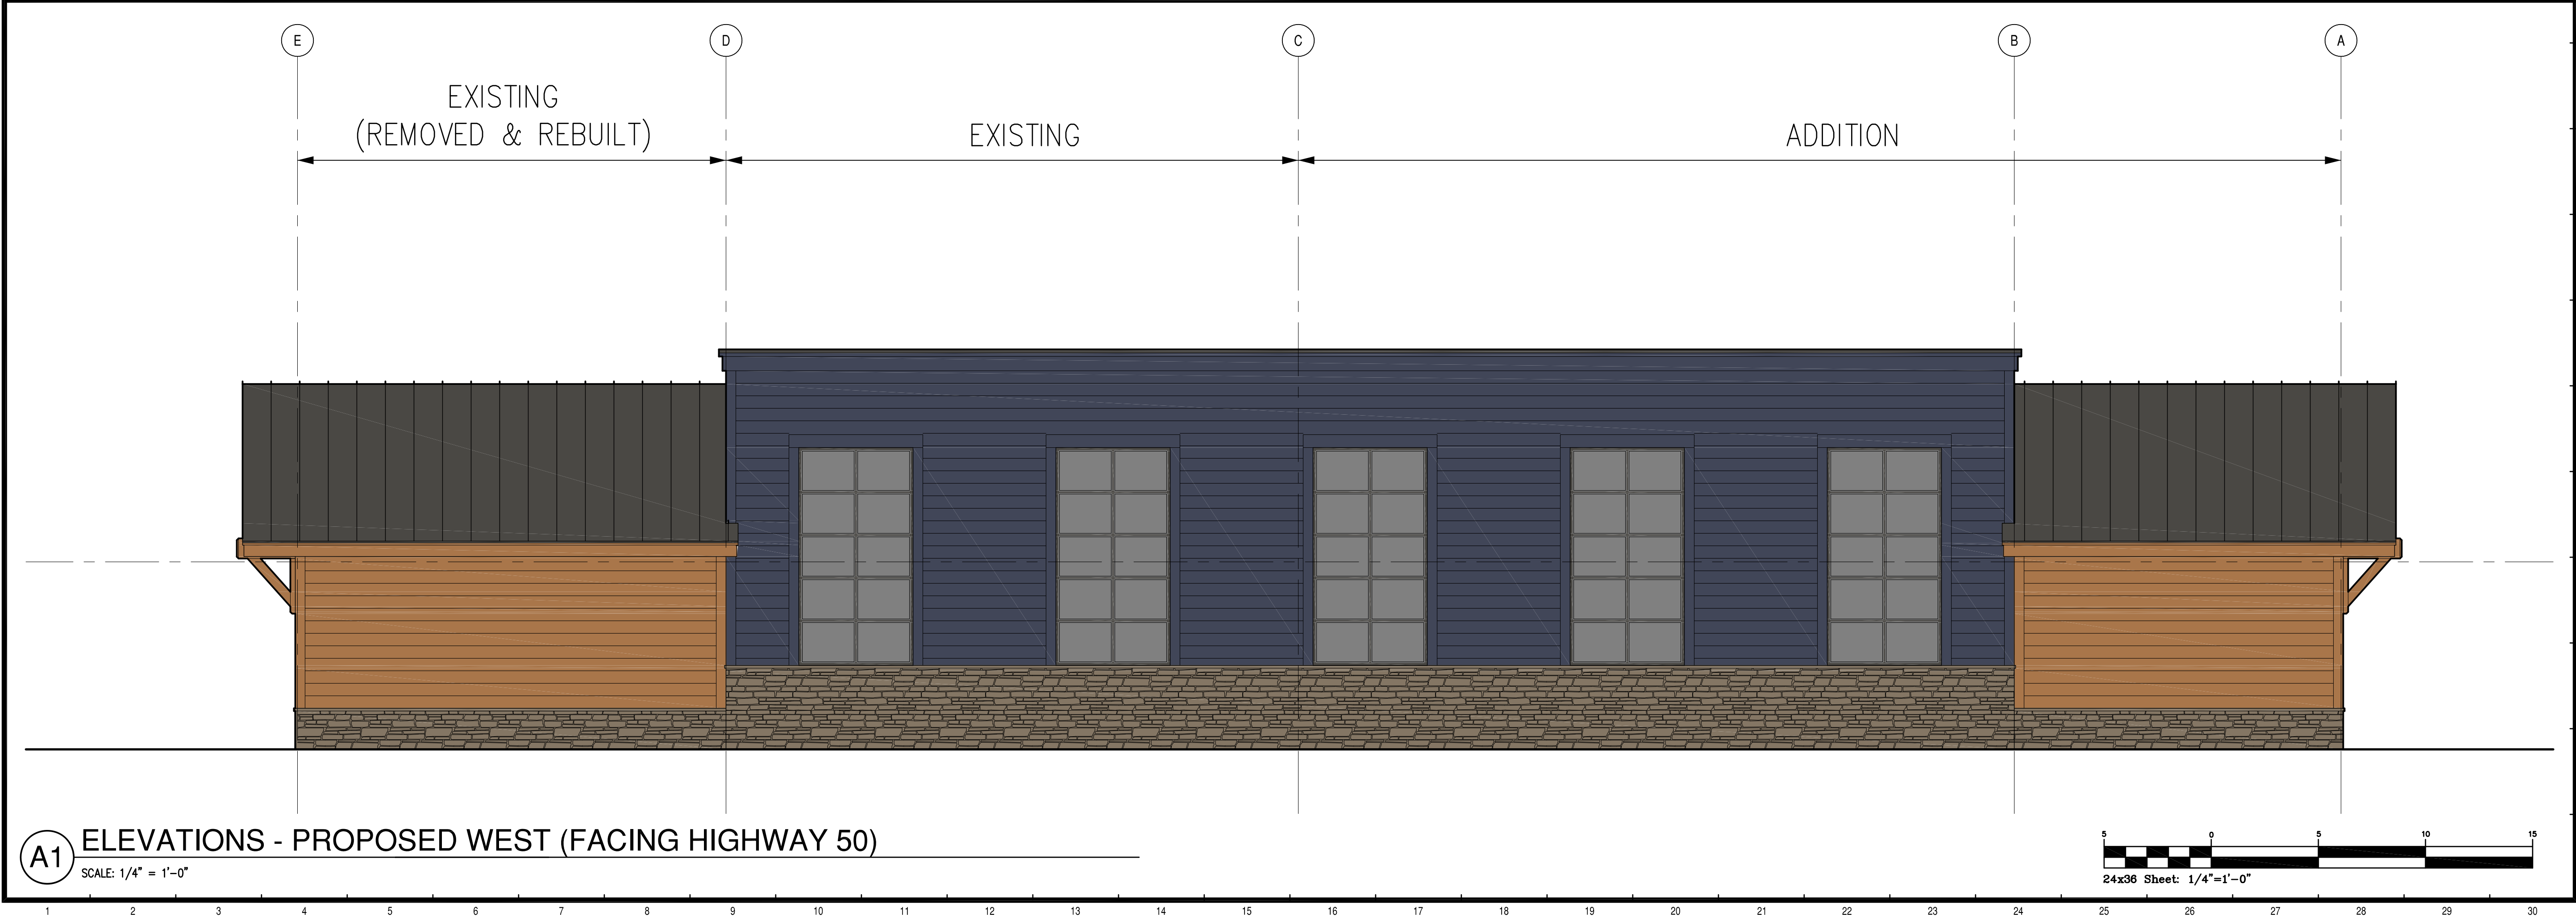 E D C B A
EXISTING
(REMOVED & REBUILT)
EXISTING
ADDITION
A1
ELEVATIONS - PROPOSED WEST (FACING HIGHWAY 50)
SCALE: 1/4" = 1'-0"
5 0 5 10 15
24x36 Sheet: 1/4"=1'-0"
1 2 3 4 5 6 7 8 9 10 11 12 13 14 15 16 17 18 19 20 21 22 23 24 25 26 27 28 29 30